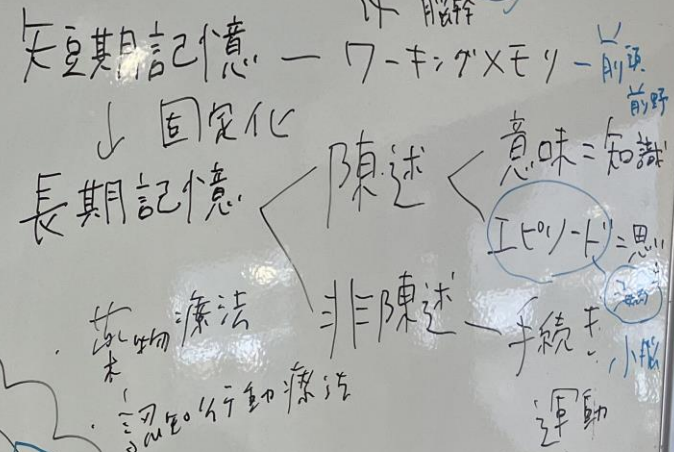 脳幹
短期記憶 — ワーキングメモリ — 前頭
前野
↓ 固定化
長期記憶 < 陳述 < 意味 = 知識
エピソード = 思い
海馬
非陳述 — 手続き 小脳
運動
・薬物療法
・認知行動療法